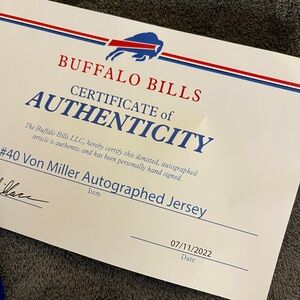 BUFFALO BILLS
CERTIFICATE of
AUTHENTICITY
The Buffalo Bills LLC, hereby certify this donated, autographed
article is authentic and has been personally hand signed.
#40 Von Miller Autographed Jersey
Item
07/11/2022
Date